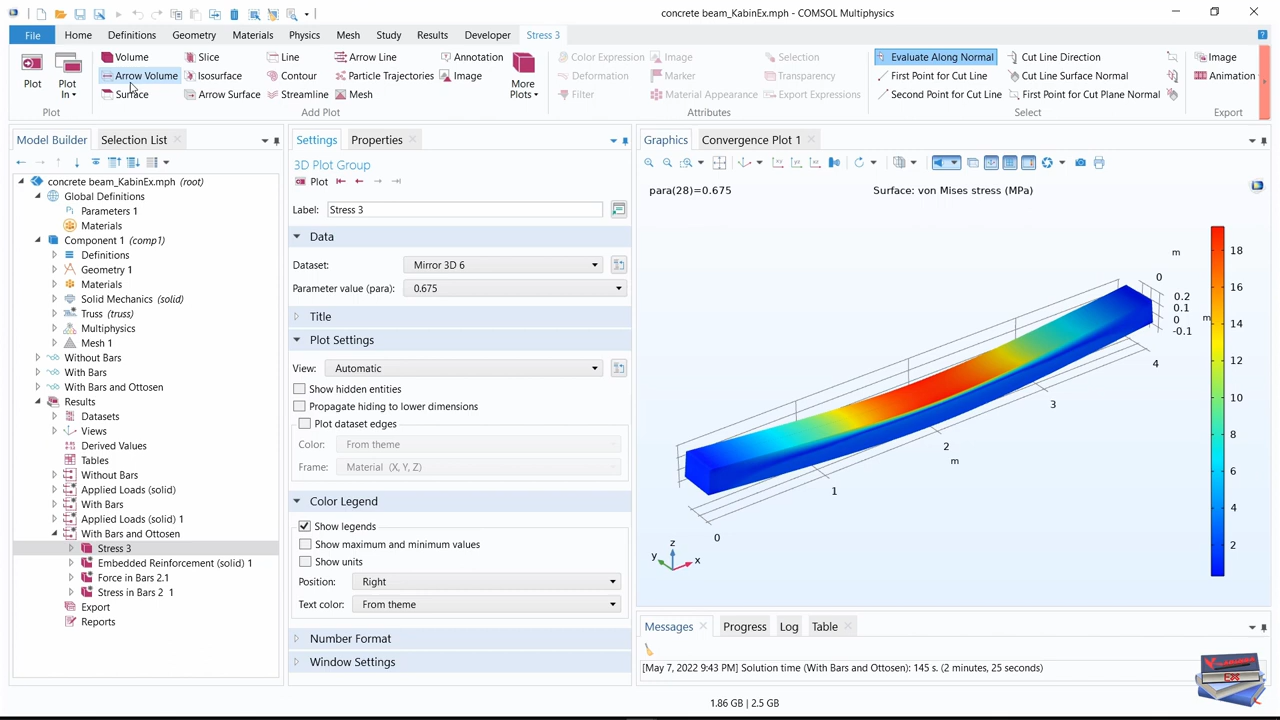 concrete beam_KabinEx.mph - COMSOL Multiphysics
File Home Definitions Geometry Materials Physics Mesh Study Results Developer Stress 3
Plot
Plot In
Plot
Volume Slice Line Arrow Line Annotation
Arrow Volume Isosurface Contour Particle Trajectories Image
Surface Arrow Surface Streamline Mesh
More Plots
Add Plot
Color Expression Image Selection
Deformation Marker Transparency
Filter Material Appearance Export Expressions
Attributes
Evaluate Along Normal Cut Line Direction
First Point for Cut Line Cut Line Surface Normal
Second Point for Cut Line First Point for Cut Plane Normal
Select
Image
Animation
Export
Model Builder Selection List
concrete beam_KabinEx.mph (root)
Global Definitions
Parameters 1
Materials
Component 1 (comp1)
Definitions
Geometry 1
Materials
Solid Mechanics (solid)
Truss (truss)
Multiphysics
Mesh 1
Without Bars
With Bars
With Bars and Ottosen
Results
Datasets
Views
Derived Values
Tables
Without Bars
Applied Loads (solid)
With Bars
Applied Loads (solid) 1
With Bars and Ottosen
Stress 3
Embedded Reinforcement (solid) 1
Force in Bars 2.1
Stress in Bars 2 1
Export
Reports
Settings Properties
3D Plot Group
Plot
Label: Stress 3
Data
Dataset: Mirror 3D 6
Parameter value (para): 0.675
Title
Plot Settings
View: Automatic
Show hidden entities
Propagate hiding to lower dimensions
Plot dataset edges
Color: From theme
Frame: Material (X, Y, Z)
Color Legend
Show legends
Show maximum and minimum values
Show units
Position: Right
Text color: From theme
Number Format
Window Settings
Graphics Convergence Plot 1
para(28)=0.675 Surface: von Mises stress (MPa)
m
0
0.2
0.1
0
-0.1
m
4
3
2
m
1
0
18
16
14
12
10
8
6
4
2
z
y
x
Messages Progress Log Table
[May 7, 2022 9:43 PM] Solution time (With Bars and Ottosen): 145 s. (2 minutes, 25 seconds)
1.86 GB | 2.5 GB